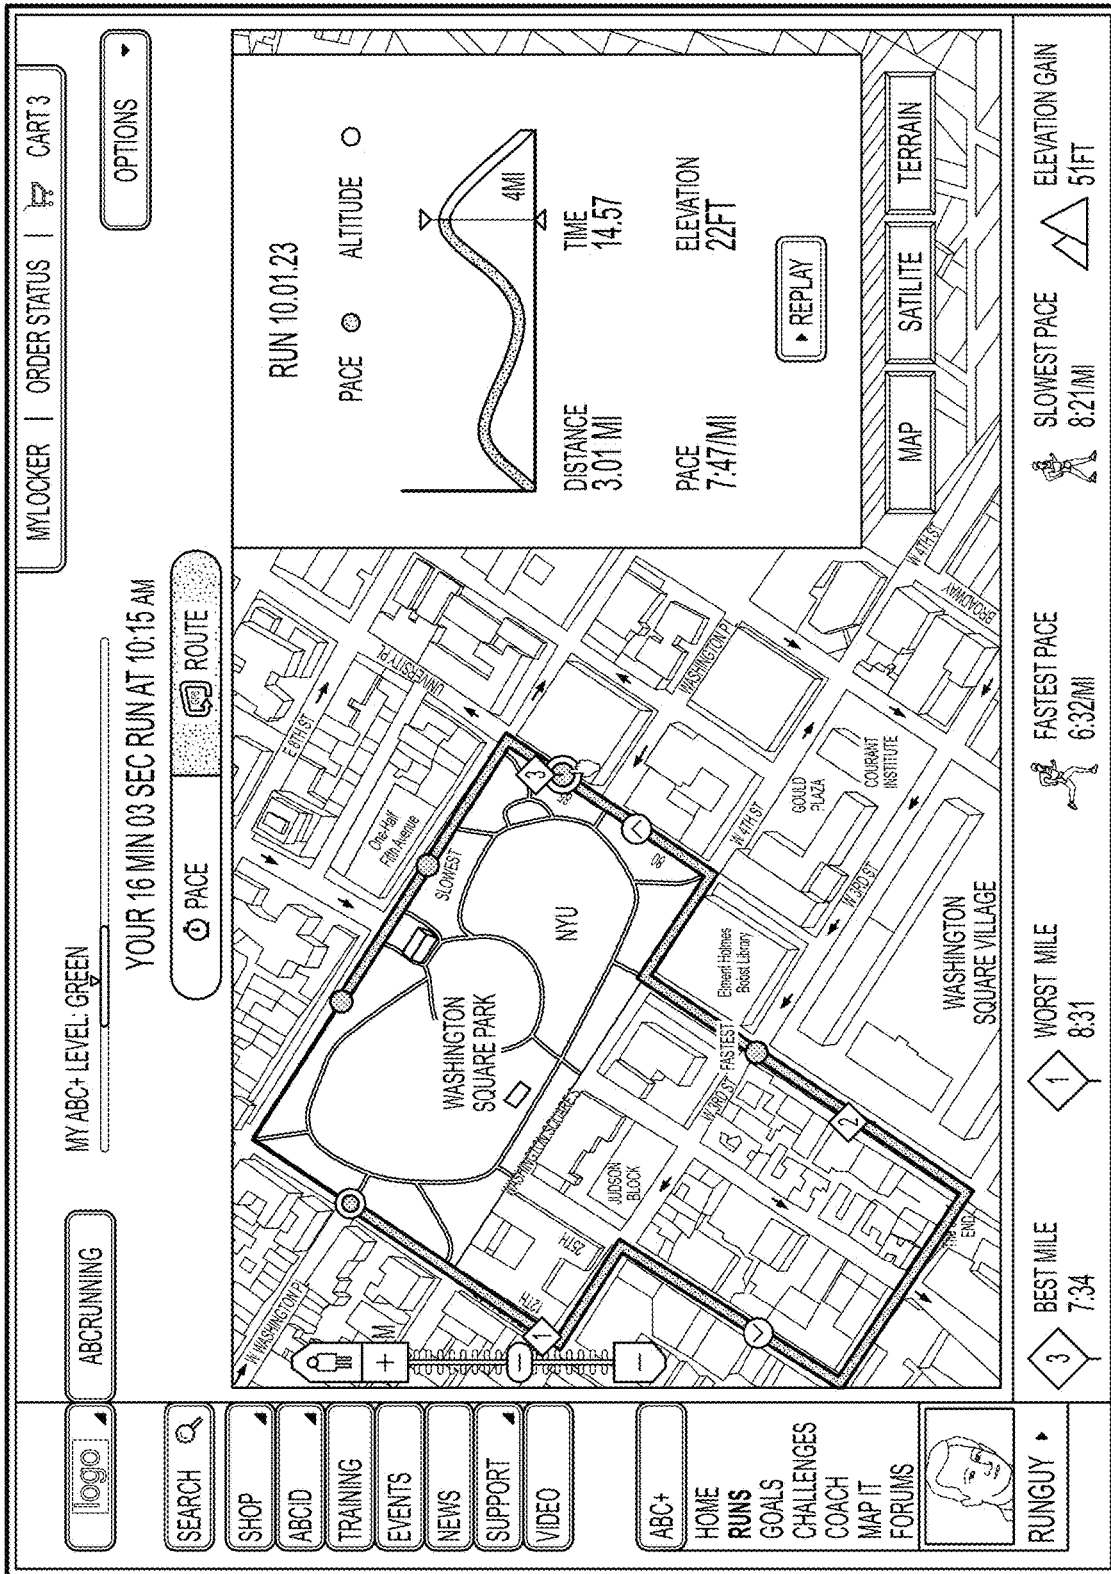 logo
ABCRUNNING
MYLOCKER | ORDER STATUS | CART 3
MY ABC+ LEVEL: GREEN
OPTIONS
YOUR 16 MIN 03 SEC RUN AT 10:15 AM
PACE
ROUTE
SEARCH
SHOP
ABCID
TRAINING
EVENTS
NEWS
SUPPORT
VIDEO
ABC+
HOME
RUNS
GOALS
CHALLENGES
COACH
MAP IT
FORUMS
RUNGUY
RUN 10.01.23
PACE
ALTITUDE
4MI
DISTANCE
3.01 MI
TIME
14.57
PACE
7:47/MI
ELEVATION
22FT
REPLAY
MAP
SATILITE
TERRAIN
E 8TH ST
UNIVERSITY PL
One-Half
Fifth Avenue
SLOWEST
3
WASHINGTON
SQUARE PARK
NYU
WASHINGTON PL
W 4TH ST
W 4TH ST
BROADWAY
GOULD
PLAZA
COURANT
INSTITUTE
W 3RD ST
Elment Holmes
Bobst Library
FASTEST
W 3RD ST
2
WASHINGTON
SQUARE VILLAGE
WASHINGTON SQUARE S
JUDSON
BLOCK
25TH
12TH
1
M
+
−
−
3
BEST MILE
7:34
1
WORST MILE
8:31
FASTEST PACE
6:32/MI
SLOWEST PACE
8:21/MI
ELEVATION GAIN
51FT